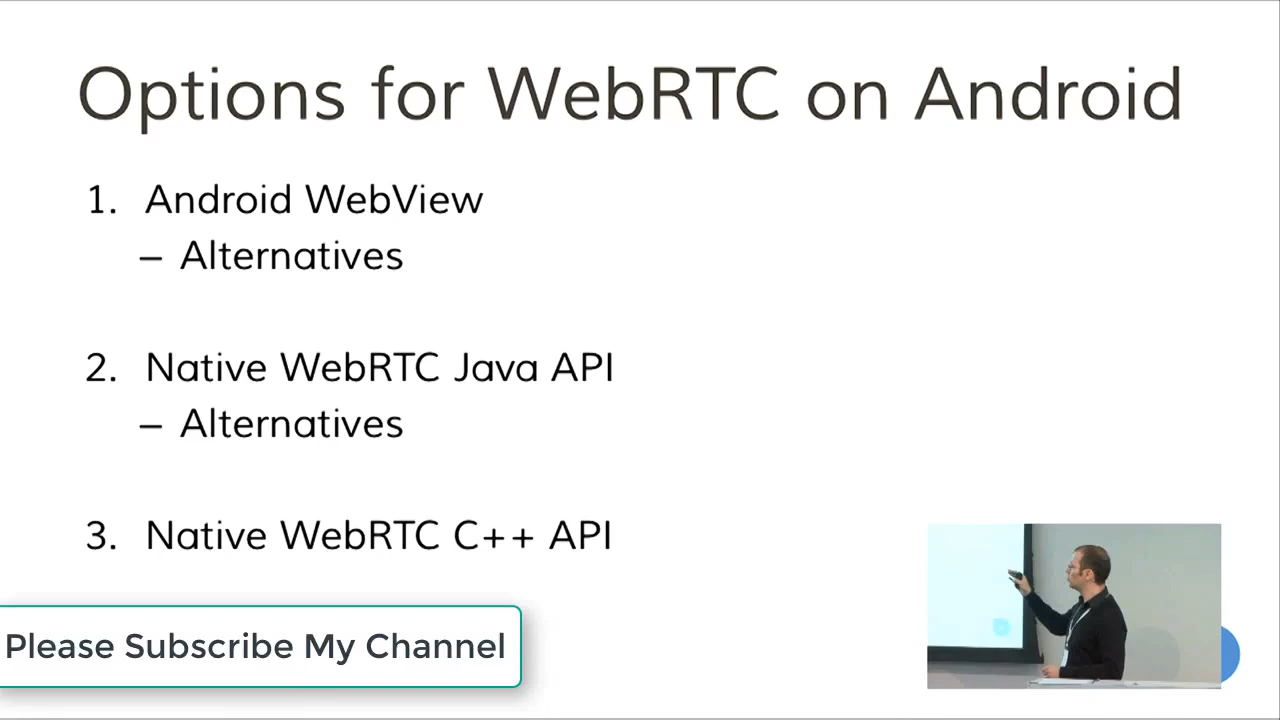 Options for WebRTC on Android
1. Android WebView
– Alternatives
2. Native WebRTC Java API
– Alternatives
3. Native WebRTC C++ API
Please Subscribe My Channel